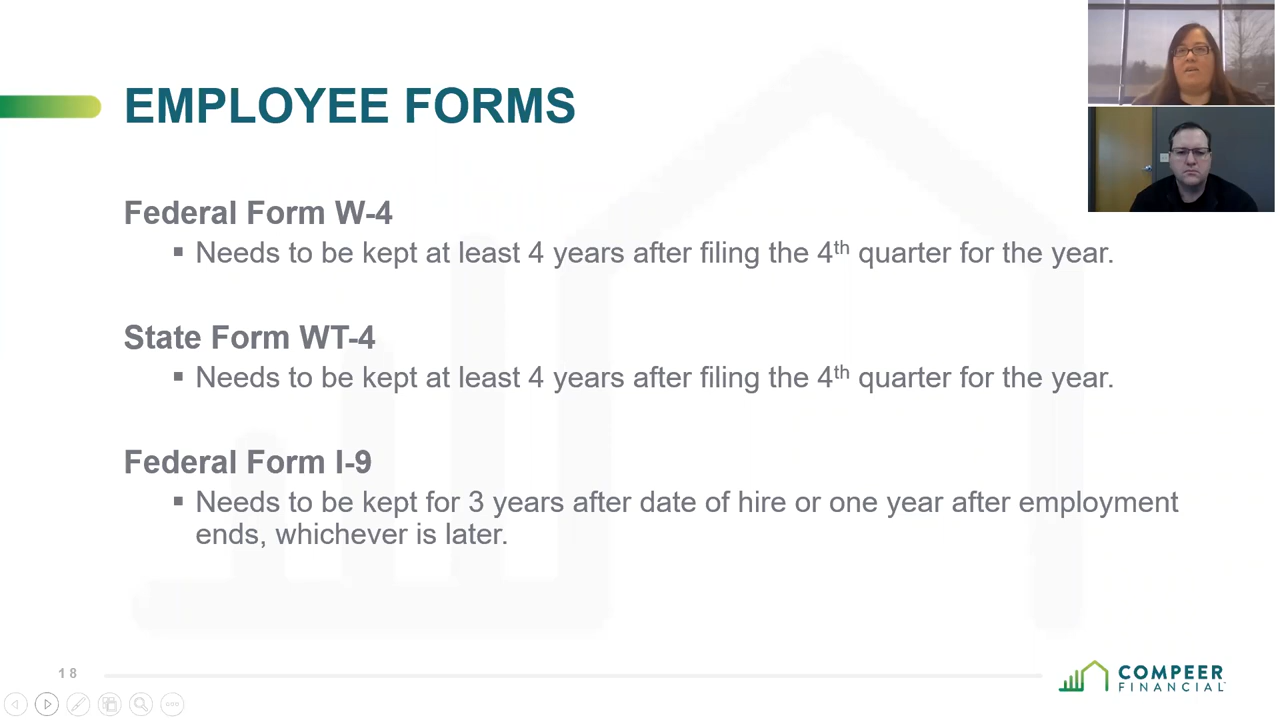 EMPLOYEE FORMS
Federal Form W-4
▪ Needs to be kept at least 4 years after filing the 4th quarter for the year.
State Form WT-4
▪ Needs to be kept at least 4 years after filing the 4th quarter for the year.
Federal Form I-9
▪ Needs to be kept for 3 years after date of hire or one year after employment
ends, whichever is later.
18
COMPEER
FINANCIAL